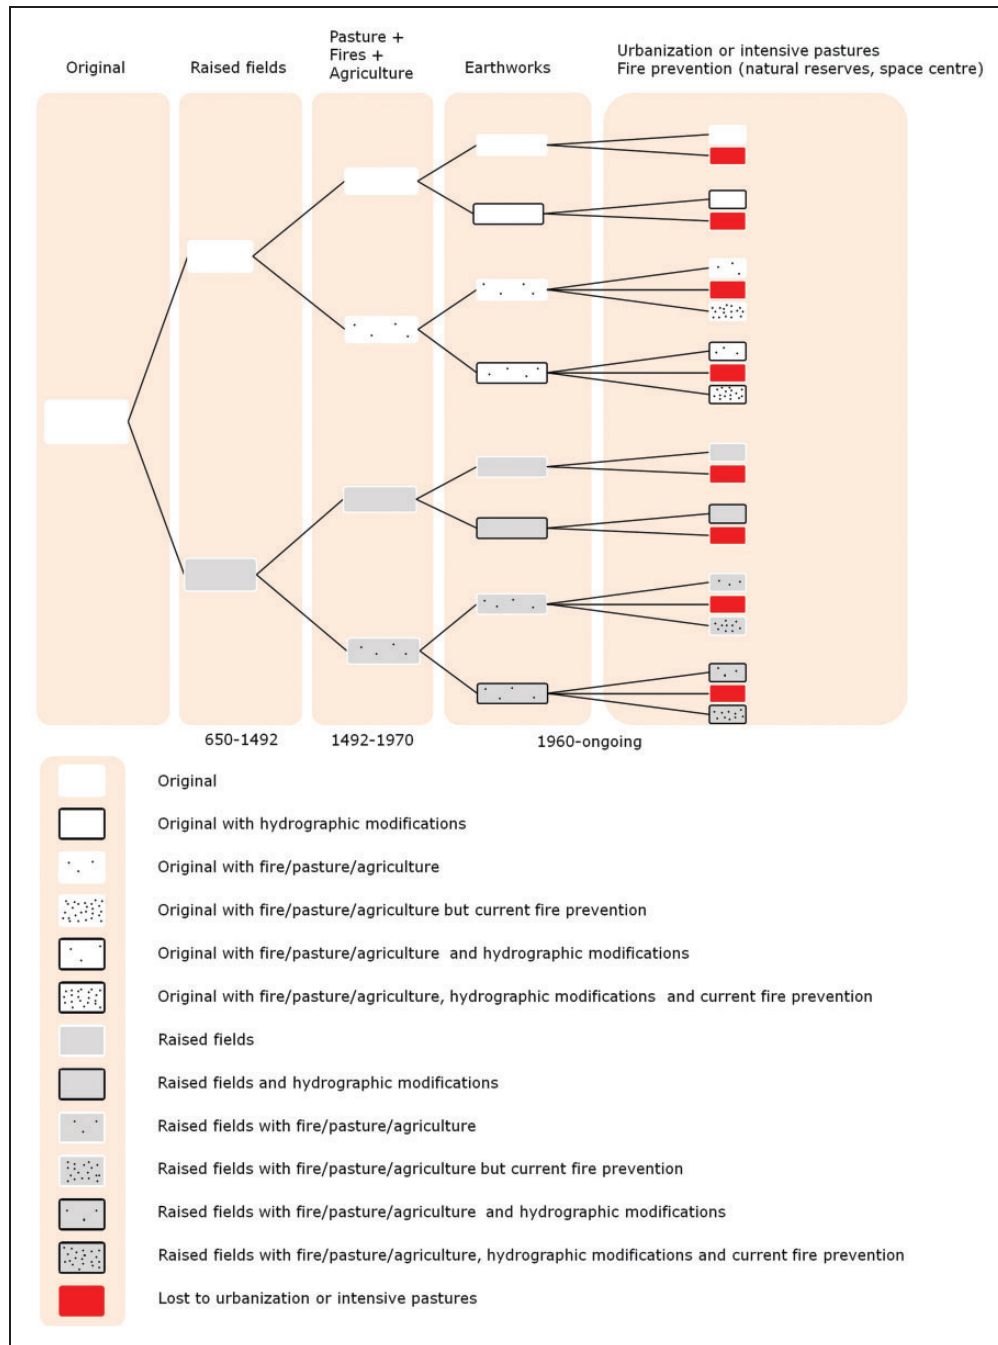 Original
Raised fields
Pasture +
Fires +
Agriculture
Earthworks
Urbanization or intensive pastures
Fire prevention (natural reserves, space centre)
650-1492
1492-1970
1960-ongoing
Original
Original with hydrographic modifications
Original with fire/pasture/agriculture
Original with fire/pasture/agriculture but current fire prevention
Original with fire/pasture/agriculture and hydrographic modifications
Original with fire/pasture/agriculture, hydrographic modifications and current fire prevention
Raised fields
Raised fields and hydrographic modifications
Raised fields with fire/pasture/agriculture
Raised fields with fire/pasture/agriculture but current fire prevention
Raised fields with fire/pasture/agriculture and hydrographic modifications
Raised fields with fire/pasture/agriculture, hydrographic modifications and current fire prevention
Lost to urbanization or intensive pastures